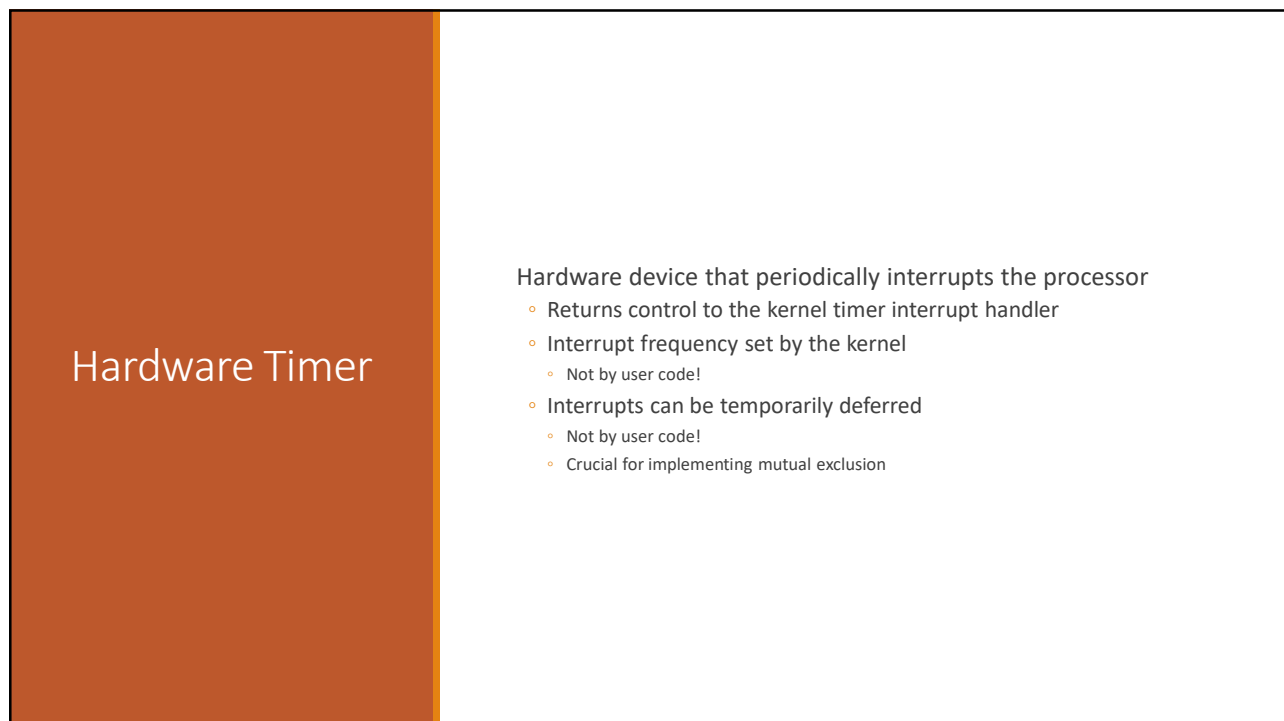 Hardware Timer
Hardware device that periodically interrupts the processor
◦ Returns control to the kernel timer interrupt handler
◦ Interrupt frequency set by the kernel
◦ Not by user code!
◦ Interrupts can be temporarily deferred
◦ Not by user code!
◦ Crucial for implementing mutual exclusion